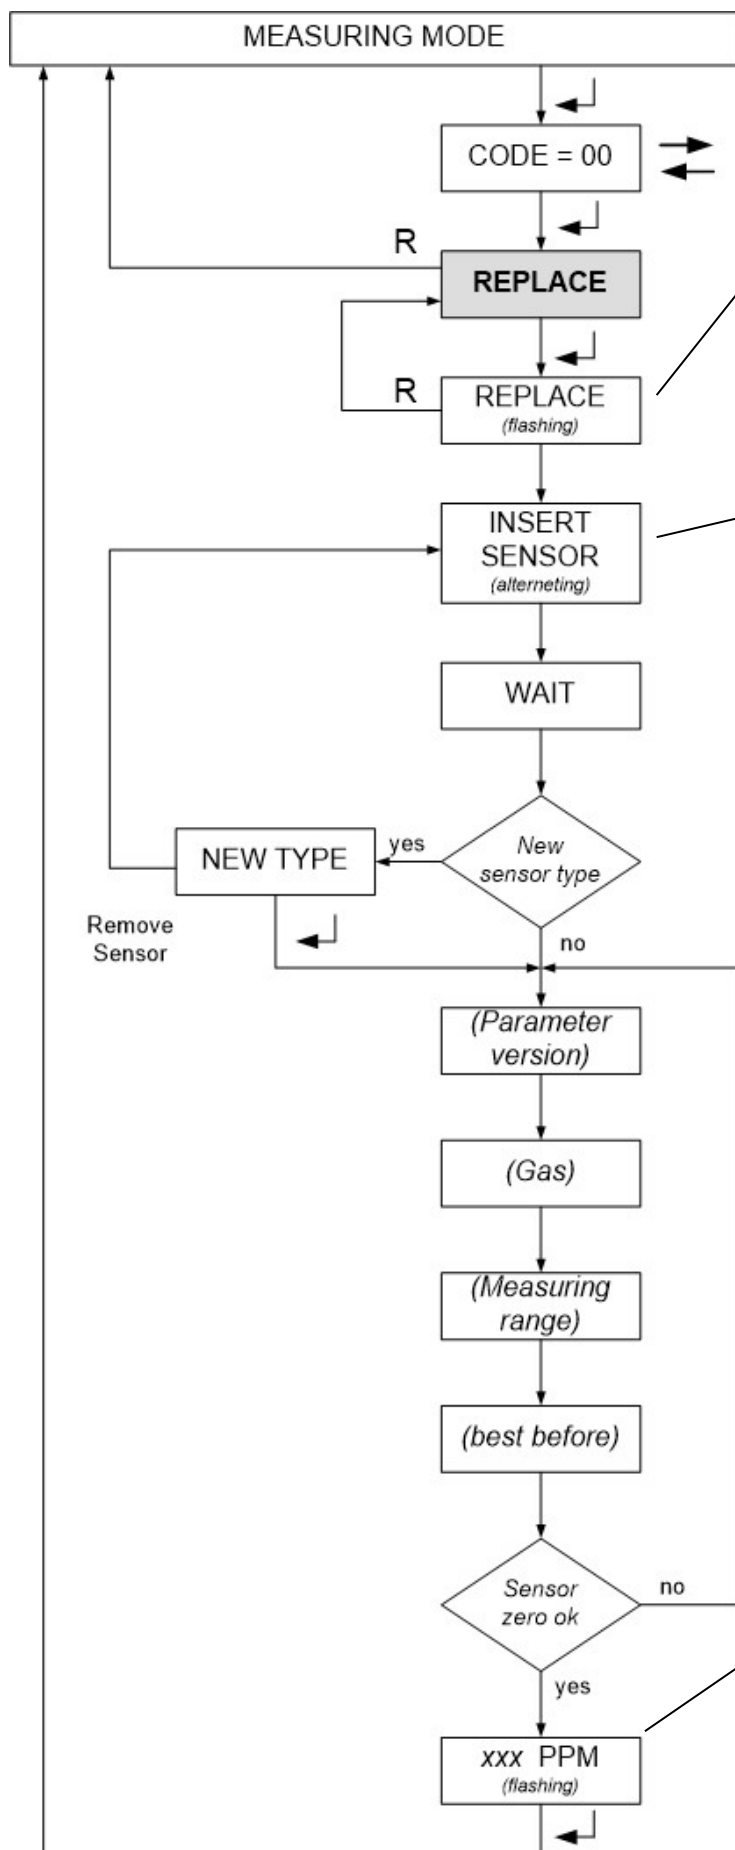 MEASURING MODE
CODE = 00
R
REPLACE
R
REPLACE
(flashing)
INSERT
SENSOR
(alterneting)
WAIT
New
sensor type
yes
NEW TYPE
Remove
Sensor
no
(Parameter
version)
(Gas)
(Measuring
range)
(best before)
Sensor
zero ok
no
yes
xxx PPM
(flashing)